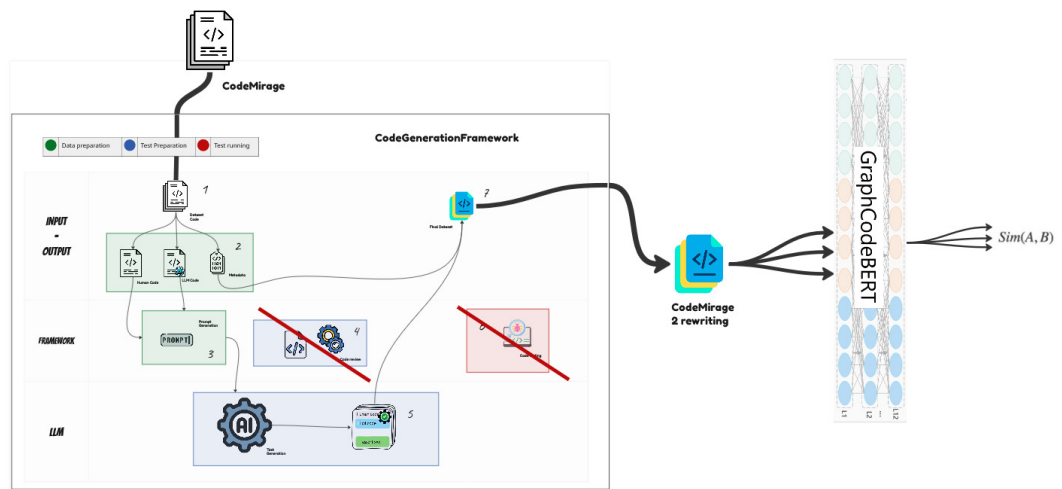 </>
CodeMirage
CodeGenerationFramework
Data preparation
Test Preparation
Test running
INPUT
-
OUTPUT
1
</>
Dataset
Code
7
</>
Final Dataset
2
</>
Human Code
</>
LLM Code
Metadata
FRAMEWORK
Prompt
Generation
PROMPT
3
4
</>
Code review
6
LLM
AI
Test
Generation
5
</>
CodeMirage
2 rewriting
GraphCodeBERT
L1
L2
...
L12
Sim(A, B)